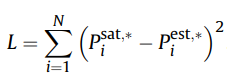 L = \sum_{i=1}^{N} \left( P_i^{\text{sat},*} - P_i^{\text{est},*} \right)^2